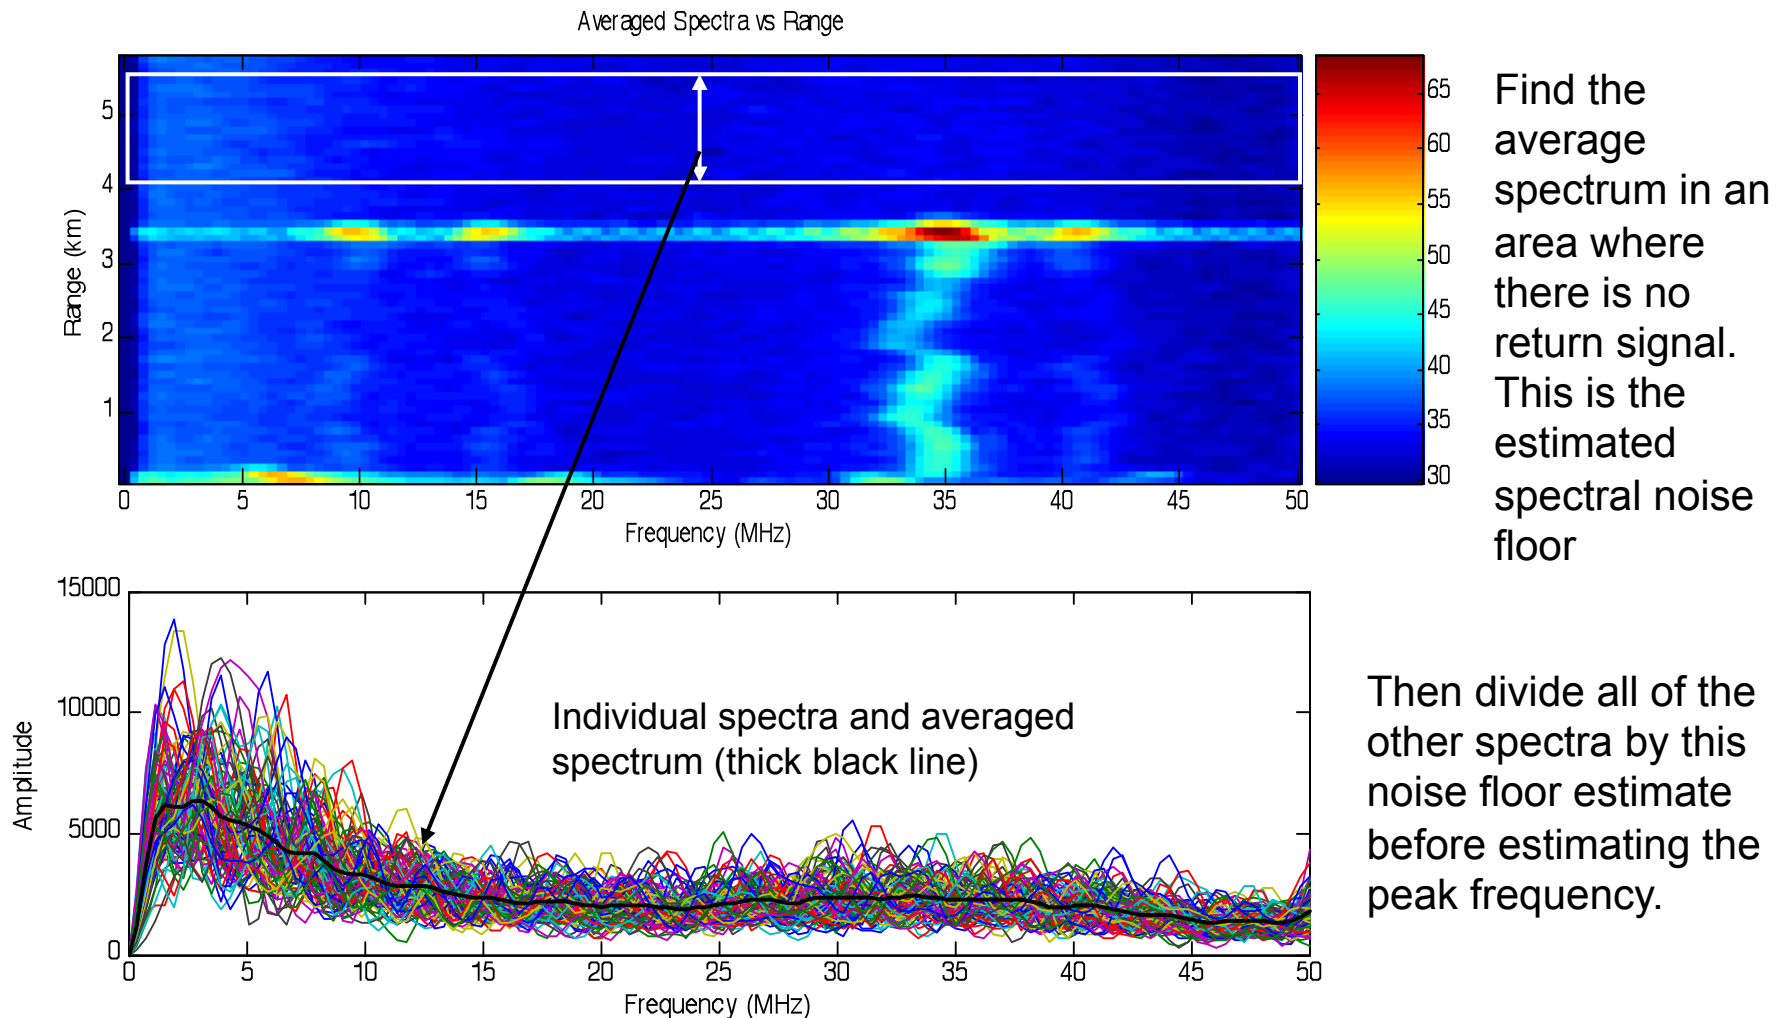 Averaged Spectra vs Range
Range (km)
5
4
3
2
1
0
5
10
15
20
25
30
35
40
45
50
Frequency (MHz)
65
60
55
50
45
40
35
30
Find the
average
spectrum in an
area where
there is no
return signal.
This is the
estimated
spectral noise
floor
15000
10000
5000
0
Amplitude
Individual spectra and averaged
spectrum (thick black line)
0
5
10
15
20
25
30
35
40
45
50
Frequency (MHz)
Then divide all of the
other spectra by this
noise floor estimate
before estimating the
peak frequency.